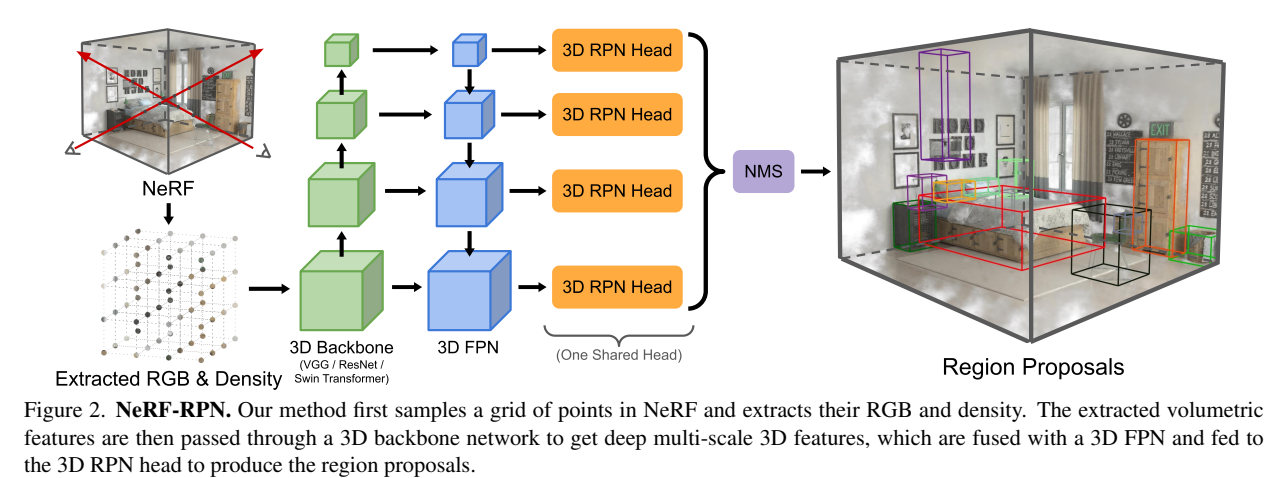 NeRF
Extracted RGB & Density
3D Backbone
(VGG / ResNet /
Swin Transformer)
3D FPN
3D RPN Head
3D RPN Head
3D RPN Head
3D RPN Head
(One Shared Head)
NMS
ROAD
TO
HOME
EXIT
Region Proposals
Figure 2. NeRF-RPN. Our method first samples a grid of points in NeRF and extracts their RGB and density. The extracted volumetric
features are then passed through a 3D backbone network to get deep multi-scale 3D features, which are fused with a 3D FPN and fed to
the 3D RPN head to produce the region proposals.